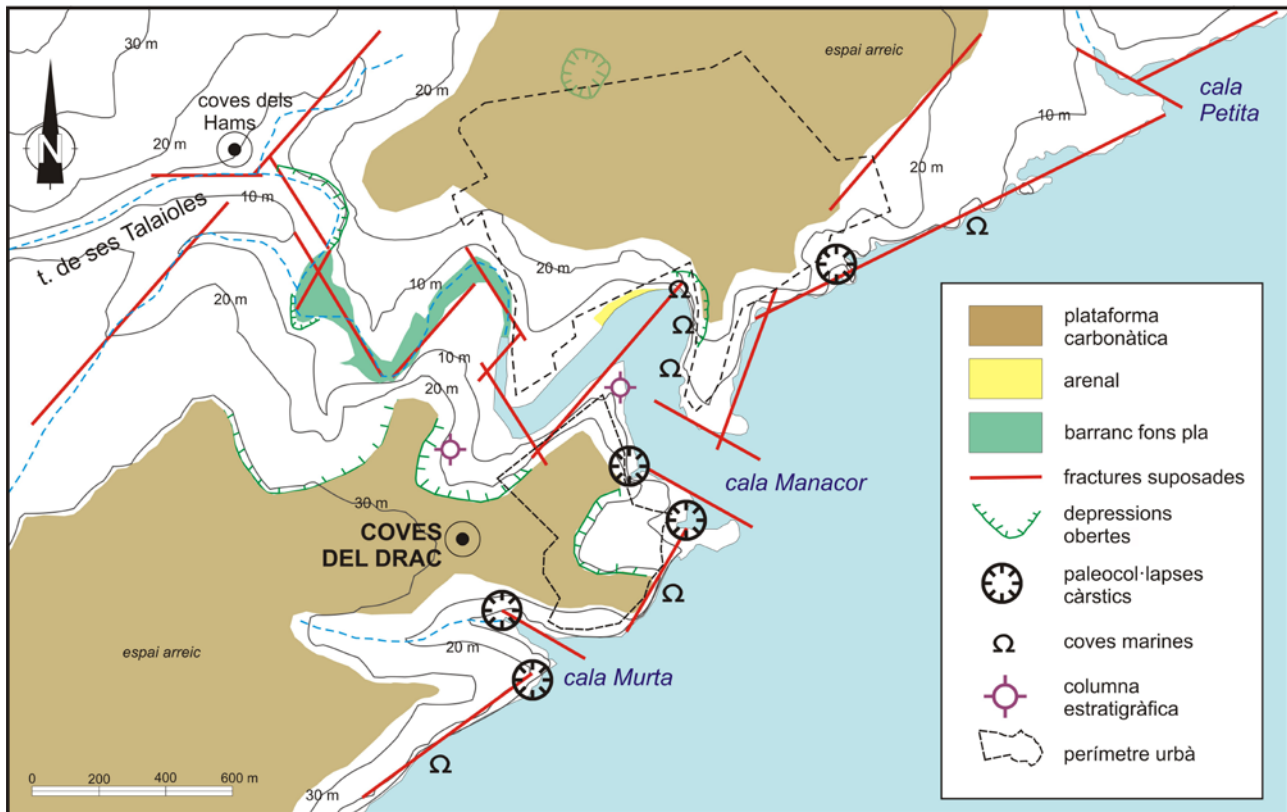 30 m
espai arreic
cala
Petita
coves dels
Hams
N
20 m
10 m
20 m
10 m
t. de ses Talaioles
20 m
10 m
20 m
10 m
20 m
30 m
cala Manacor
COVES
DEL DRAC
espai arreic
20 m
cala Murta
30 m
0 200 400 600 m
plataforma
carbonàtica
arenal
barranc fons pla
fractures suposades
depressions
obertes
paleocol·lapses
càrstics
Ω
coves marines
columna
estratigràfica
perímetre urbà